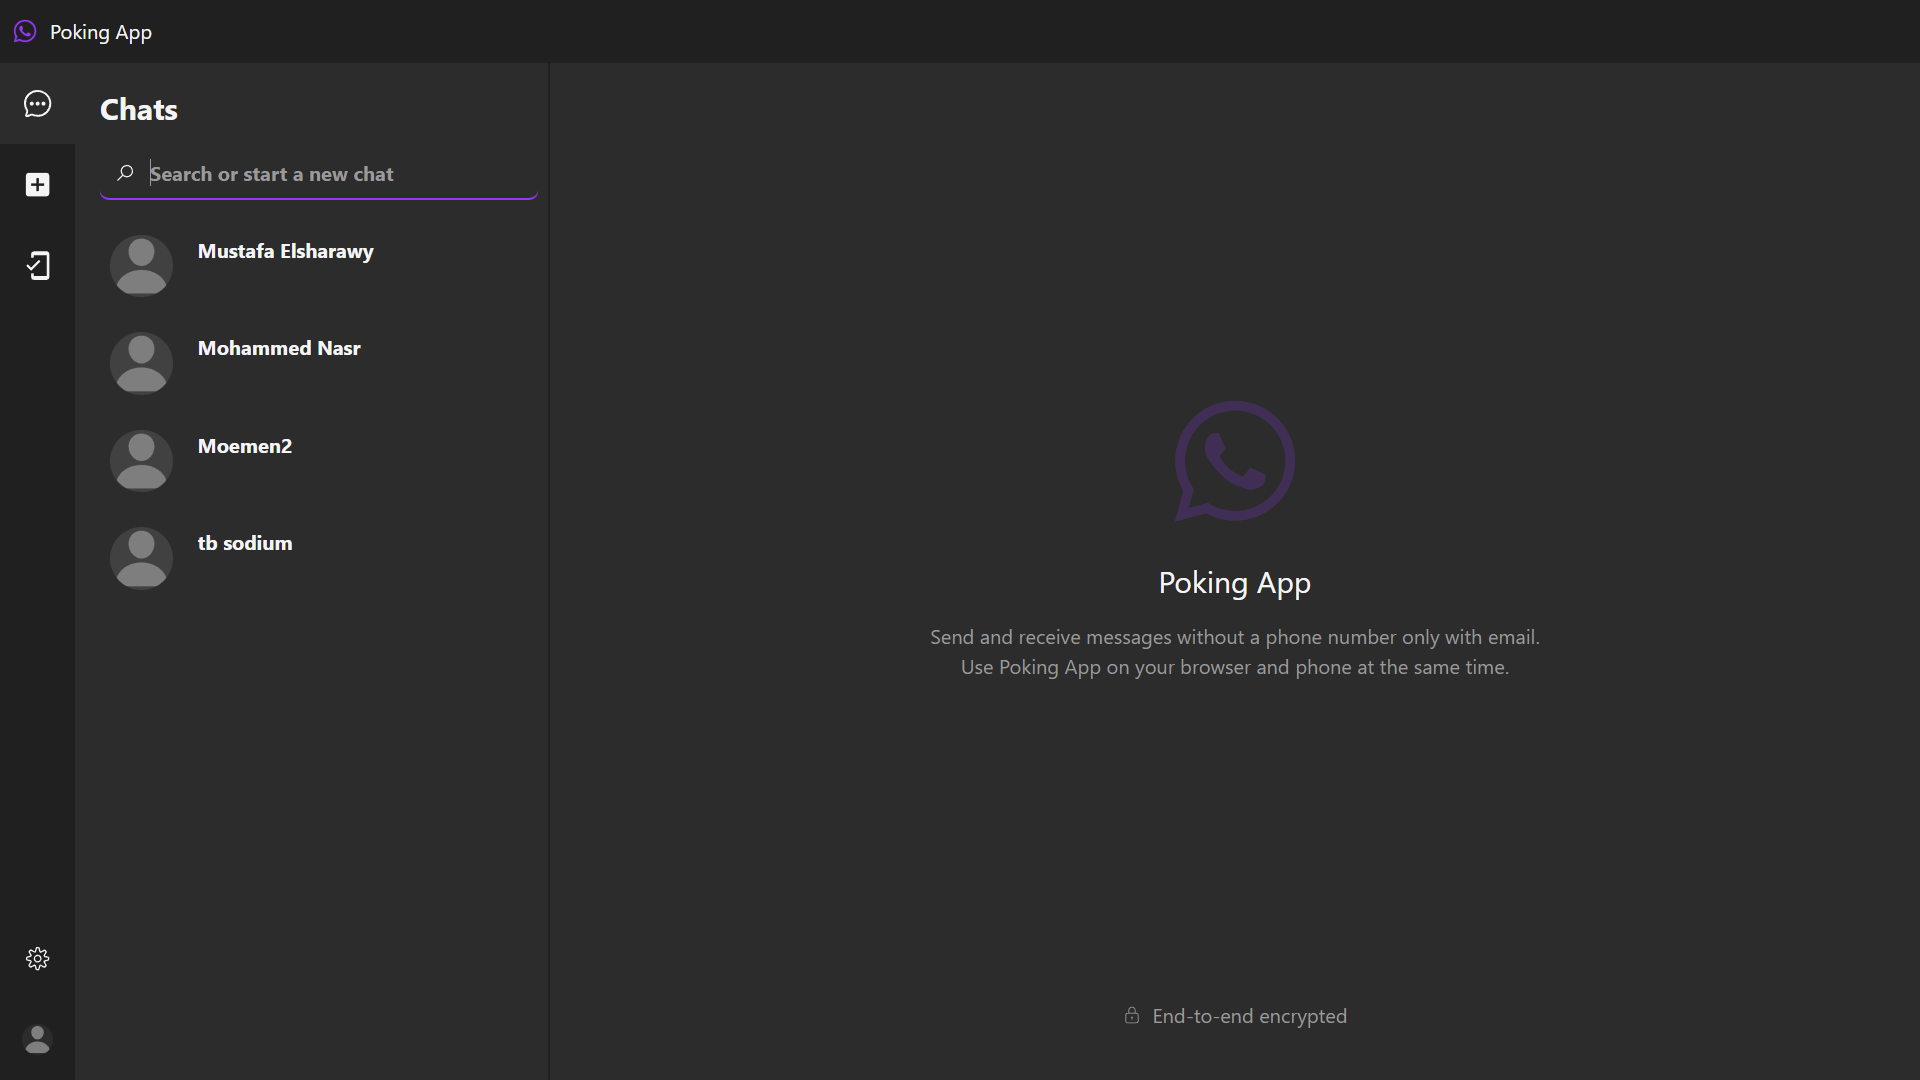 Poking App
Chats
Search or start a new chat
Mustafa Elsharawy
Mohammed Nasr
Moemen2
tb sodium
Poking App
Send and receive messages without a phone number only with email.
Use Poking App on your browser and phone at the same time.
End-to-end encrypted